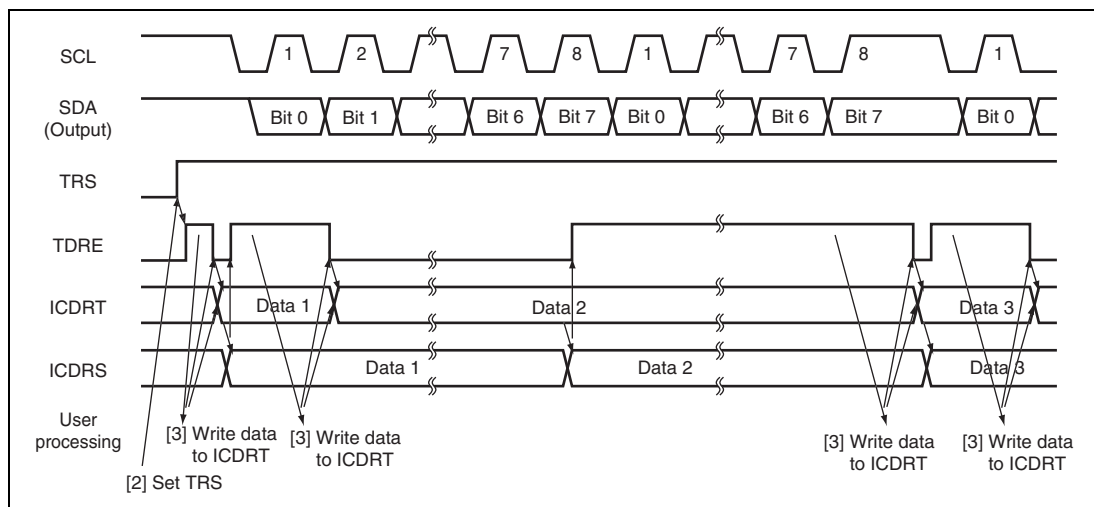 SCL 1 2 7 8 1 7 8 1
SDA
(Output) Bit 0 Bit 1 Bit 6 Bit 7 Bit 0 Bit 6 Bit 7 Bit 0
TRS
TDRE
ICDRT Data 1 Data 2 Data 3
ICDRS Data 1 Data 2 Data 3
User
processing
[3] Write data
to ICDRT
[3] Write data
to ICDRT
[3] Write data
to ICDRT
[3] Write data
to ICDRT
[2] Set TRS